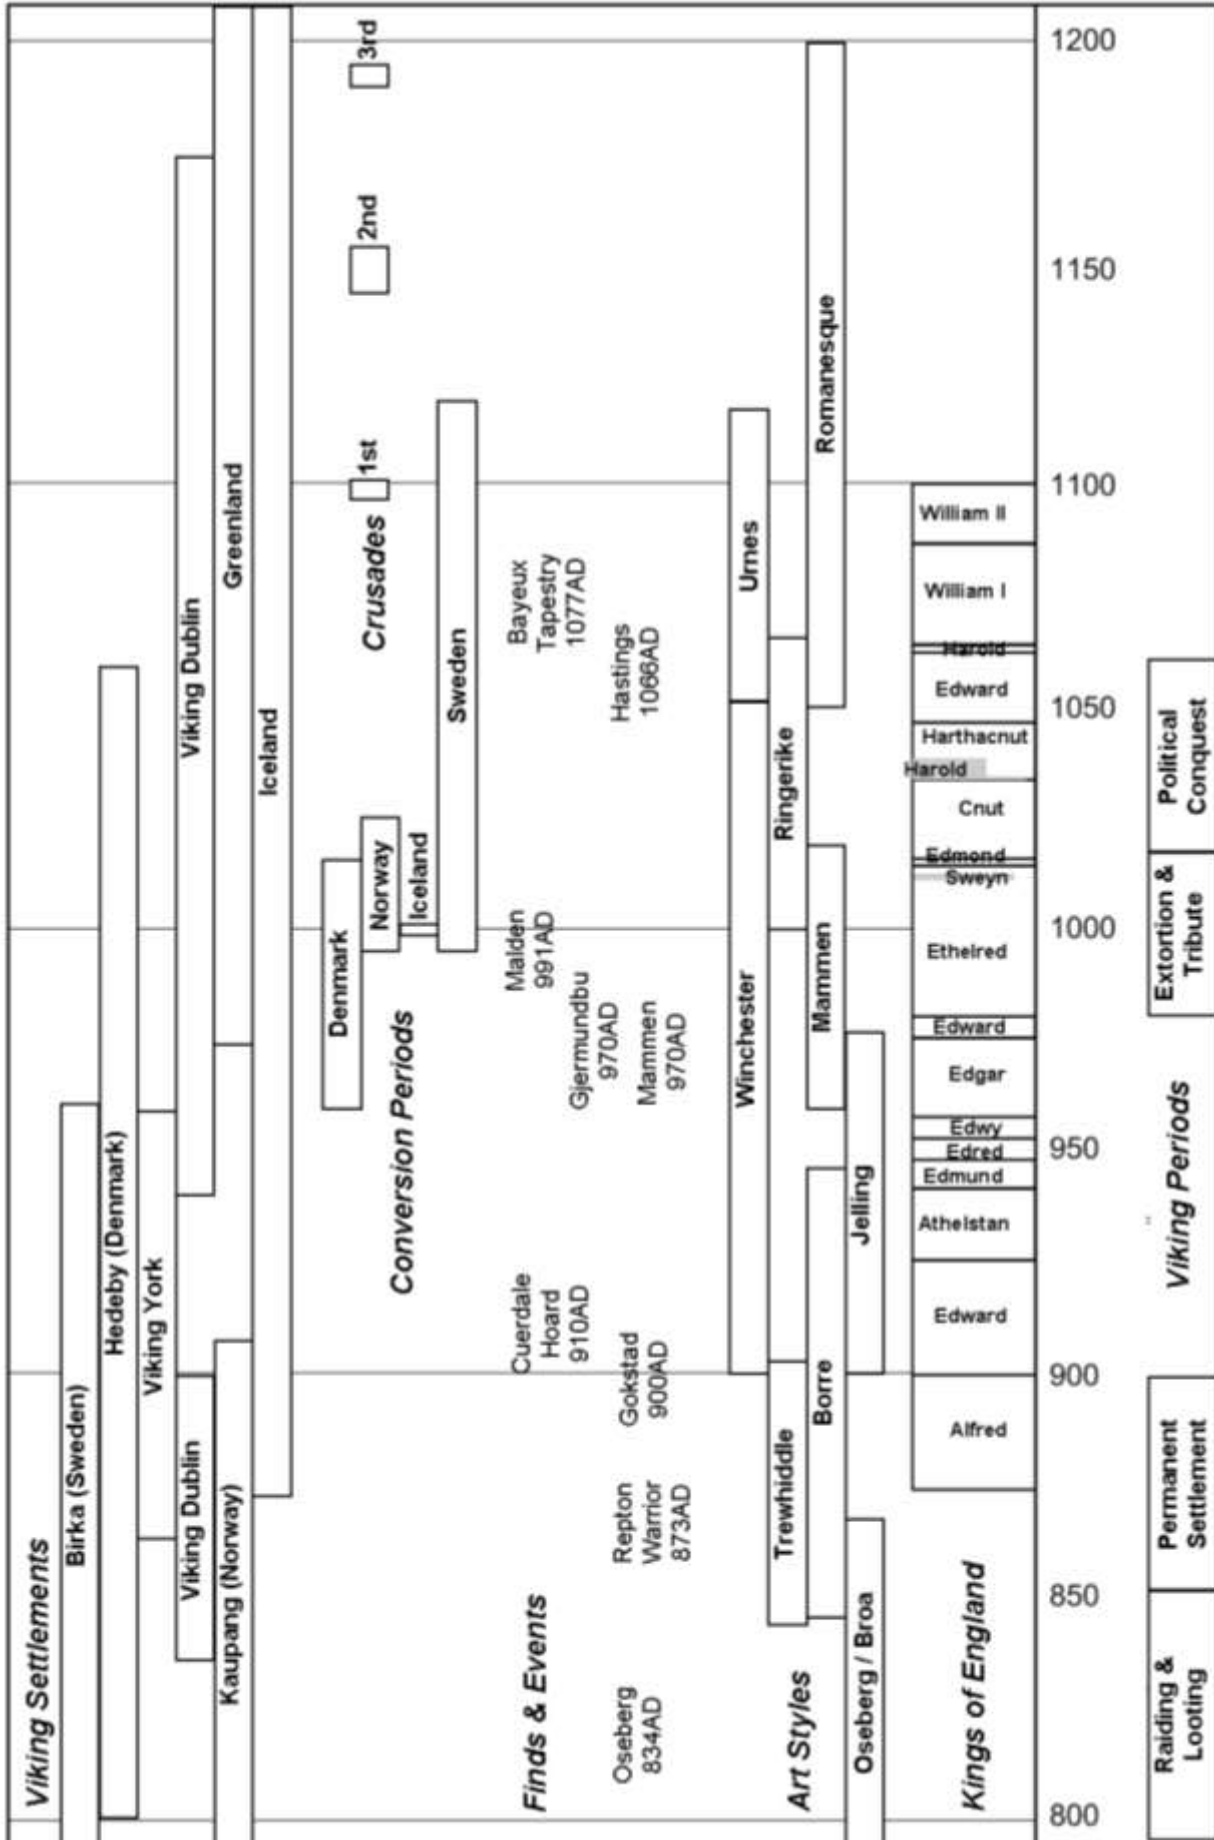 Viking Settlements
Birka (Sweden)
Hedeby (Denmark)
Viking York
Viking Dublin
Viking Dublin
Kaupang (Norway)
Greenland
Iceland
Conversion Periods
Denmark
Norway
Iceland
Sweden
Crusades
1st
2nd
3rd
Finds & Events
Oseberg
834AD
Repton
Warrior
873AD
Gokstad
900AD
Cuerdale
Hoard
910AD
Gjermundbu
970AD
Mammen
970AD
Malden
991AD
Hastings
1066AD
Bayeux
Tapestry
1077AD
Art Styles
Winchester
Urnes
Trewhiddle
Ringerike
Borre
Mammen
Romanesque
Oseberg / Broa
Jelling
Kings of England
Alfred
Edward
Athelstan
Edmund
Edred
Edwy
Edgar
Edward
Ethelred
Sweyn
Edmond
Cnut
Harold
Harthacnut
Edward
Harold
William I
William II
800
850
900
950
1000
1050
1100
1150
1200
Viking Periods
Raiding &
Looting
Permanent
Settlement
Extortion &
Tribute
Political
Conquest